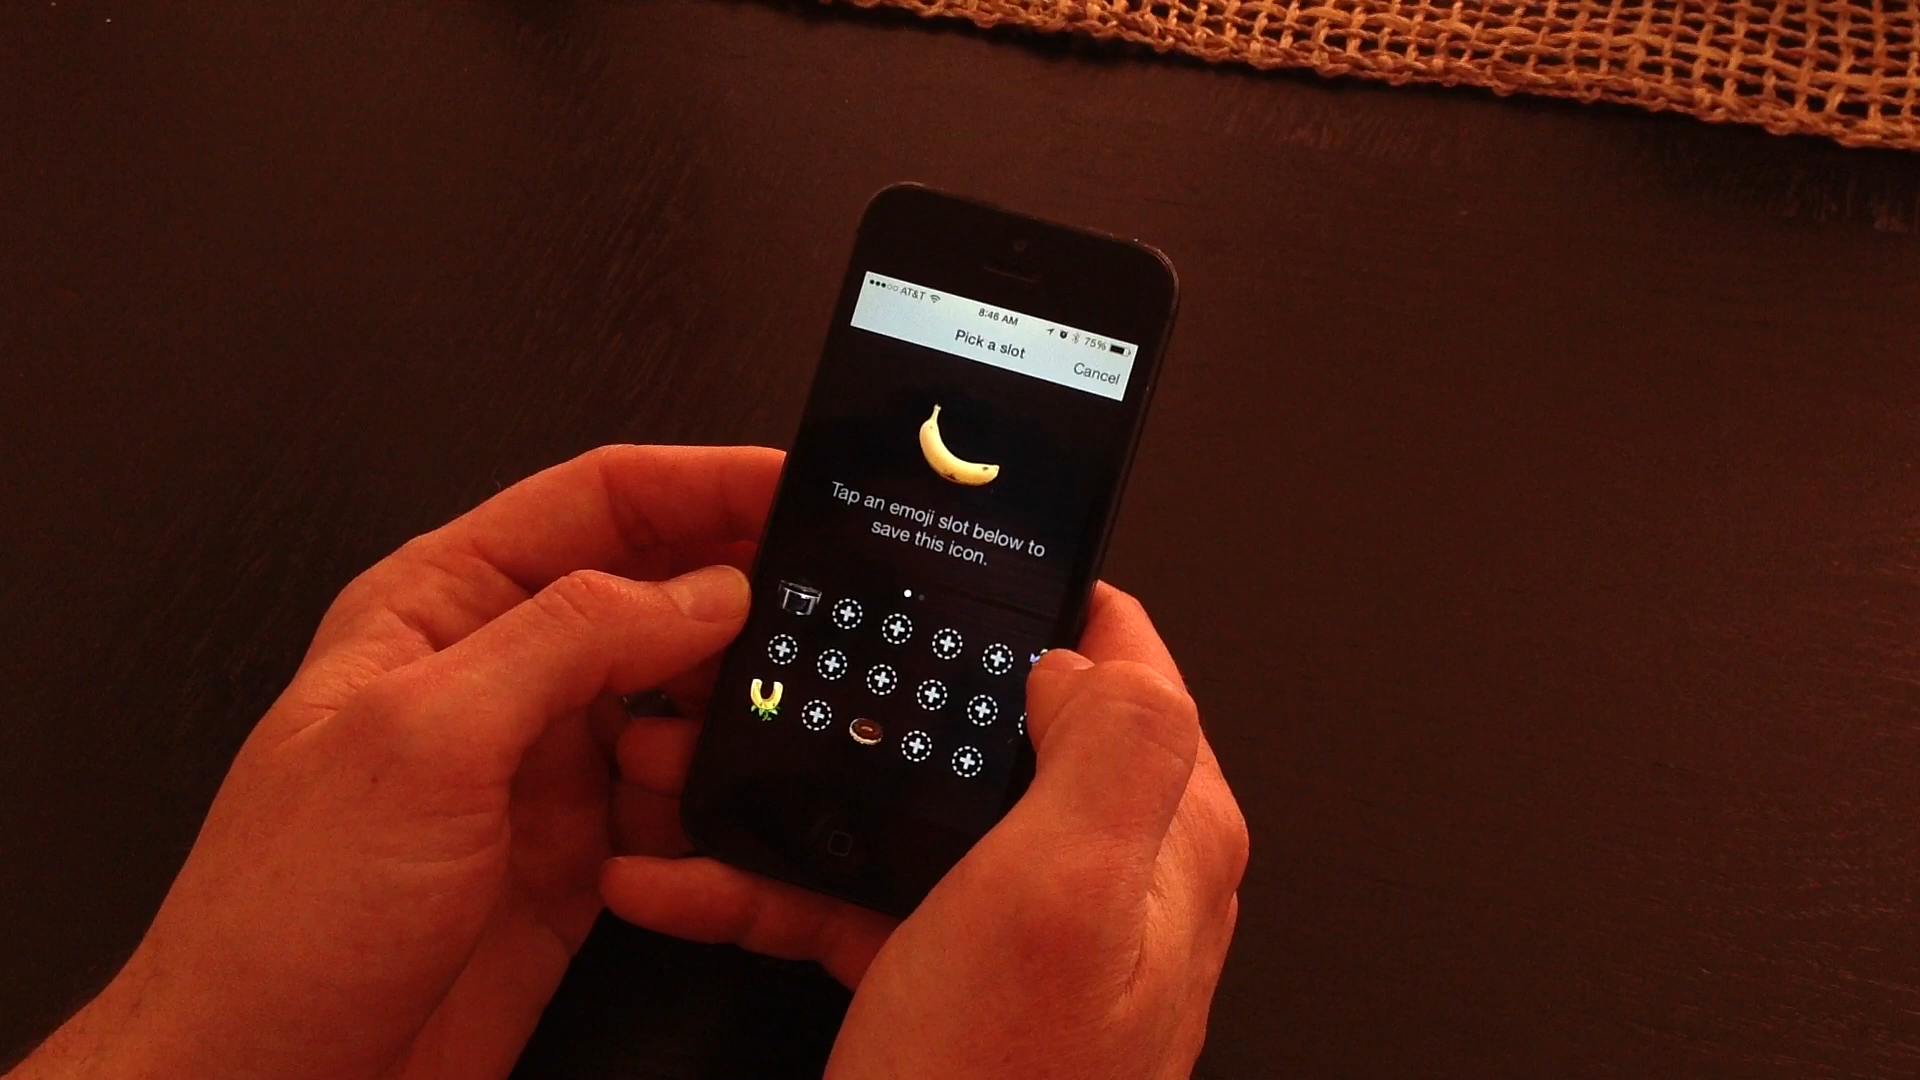 AT&T
8:46 AM
75%
Pick a slot
Cancel
Tap an emoji slot below to
save this icon.